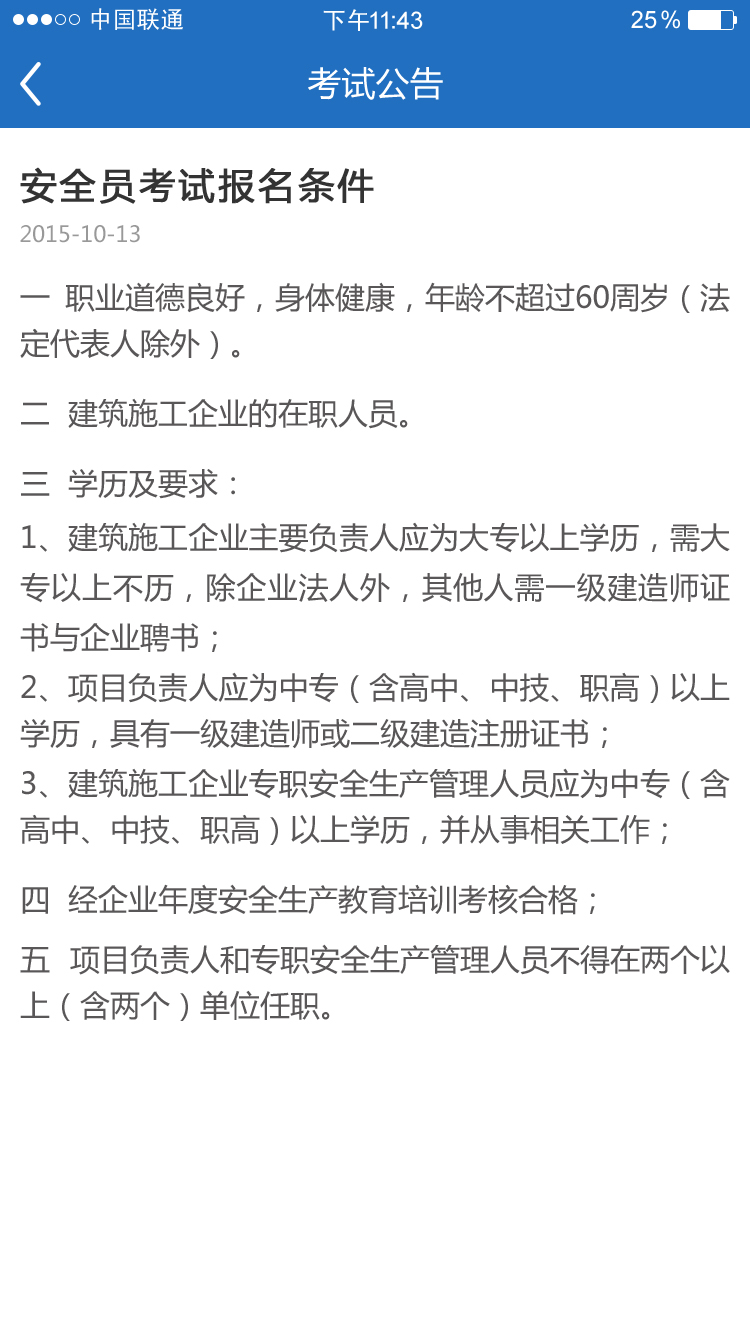 中国联通 下午11:43 25%
考试公告
安全员考试报名条件
2015-10-13
一 职业道德良好，身体健康，年龄不超过60周岁（法
定代表人除外）。
二 建筑施工企业的在职人员。
三 学历及要求：
1、建筑施工企业主要负责人应为大专以上学历，需大
专以上不历，除企业法人外，其他人需一级建造师证
书与企业聘书；
2、项目负责人应为中专（含高中、中技、职高）以上
学历，具有一级建造师或二级建造注册证书；
3、建筑施工企业专职安全生产管理人员应为中专（含
高中、中技、职高）以上学历，并从事相关工作；
四 经企业年度安全生产教育培训考核合格；
五 项目负责人和专职安全生产管理人员不得在两个以
上（含两个）单位任职。